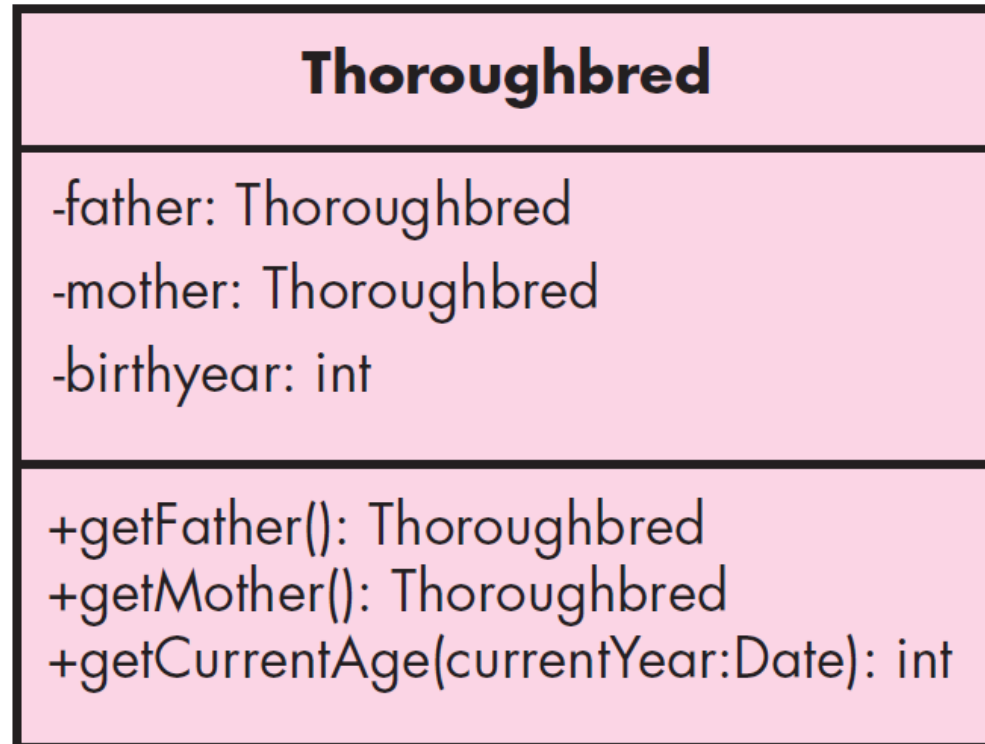 Thoroughbred
-father: Thoroughbred
-mother: Thoroughbred
-birthyear: int
+getFather(): Thoroughbred
+getMother(): Thoroughbred
+getCurrentAge(currentYear:Date): int